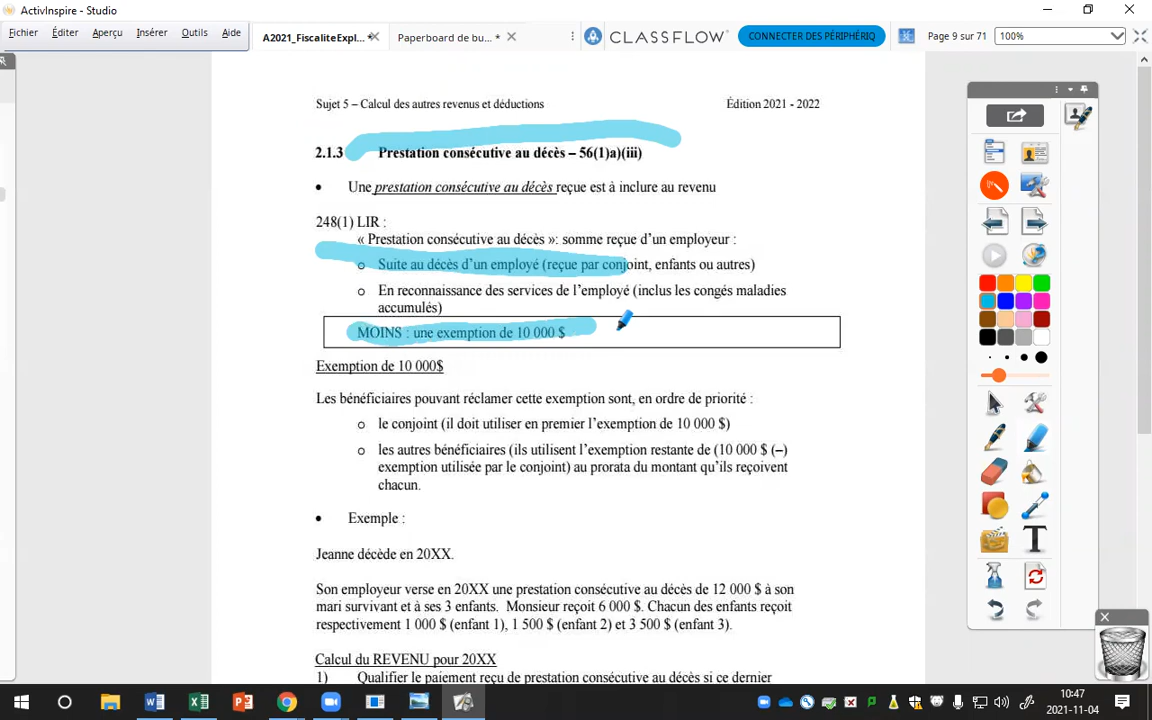 ActivInspire - Studio
Fichier Éditer Aperçu Insérer Outils Aide
A2021_FiscaliteExpl... Paperboard de bu... *
CLASSFLOW
CONNECTER DES PÉRIPHÉRIQ
Page 9 sur 71
100%
Sujet 5 – Calcul des autres revenus et déductions Édition 2021 - 2022
2.1.3 Prestation consécutive au décès – 56(1)a)(iii)
• Une prestation consécutive au décès reçue est à inclure au revenu
248(1) LIR :
« Prestation consécutive au décès »: somme reçue d’un employeur :
o Suite au décès d’un employé (reçue par conjoint, enfants ou autres)
o En reconnaissance des services de l’employé (inclus les congés maladies
accumulés)
MOINS : une exemption de 10 000 $
Exemption de 10 000$
Les bénéficiaires pouvant réclamer cette exemption sont, en ordre de priorité :
o le conjoint (il doit utiliser en premier l’exemption de 10 000 $)
o les autres bénéficiaires (ils utilisent l’exemption restante de (10 000 $ (–)
exemption utilisée par le conjoint) au prorata du montant qu’ils reçoivent
chacun.
• Exemple :
Jeanne décède en 20XX.
Son employeur verse en 20XX une prestation consécutive au décès de 12 000 $ à son
mari survivant et à ses 3 enfants. Monsieur reçoit 6 000 $. Chacun des enfants reçoit
respectivement 1 000 $ (enfant 1), 1 500 $ (enfant 2) et 3 500 $ (enfant 3).
Calcul du REVENU pour 20XX
1) Qualifier le paiement reçu de prestation consécutive au décès si ce dernier
10:47
2021-11-04